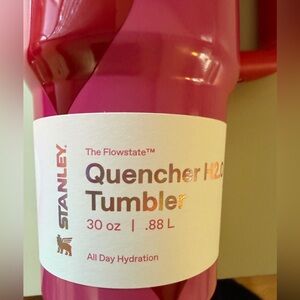 STANLEY.
The Flowstate™
Quencher H2.0
Tumbler
30 oz | .88 L
All Day Hydration